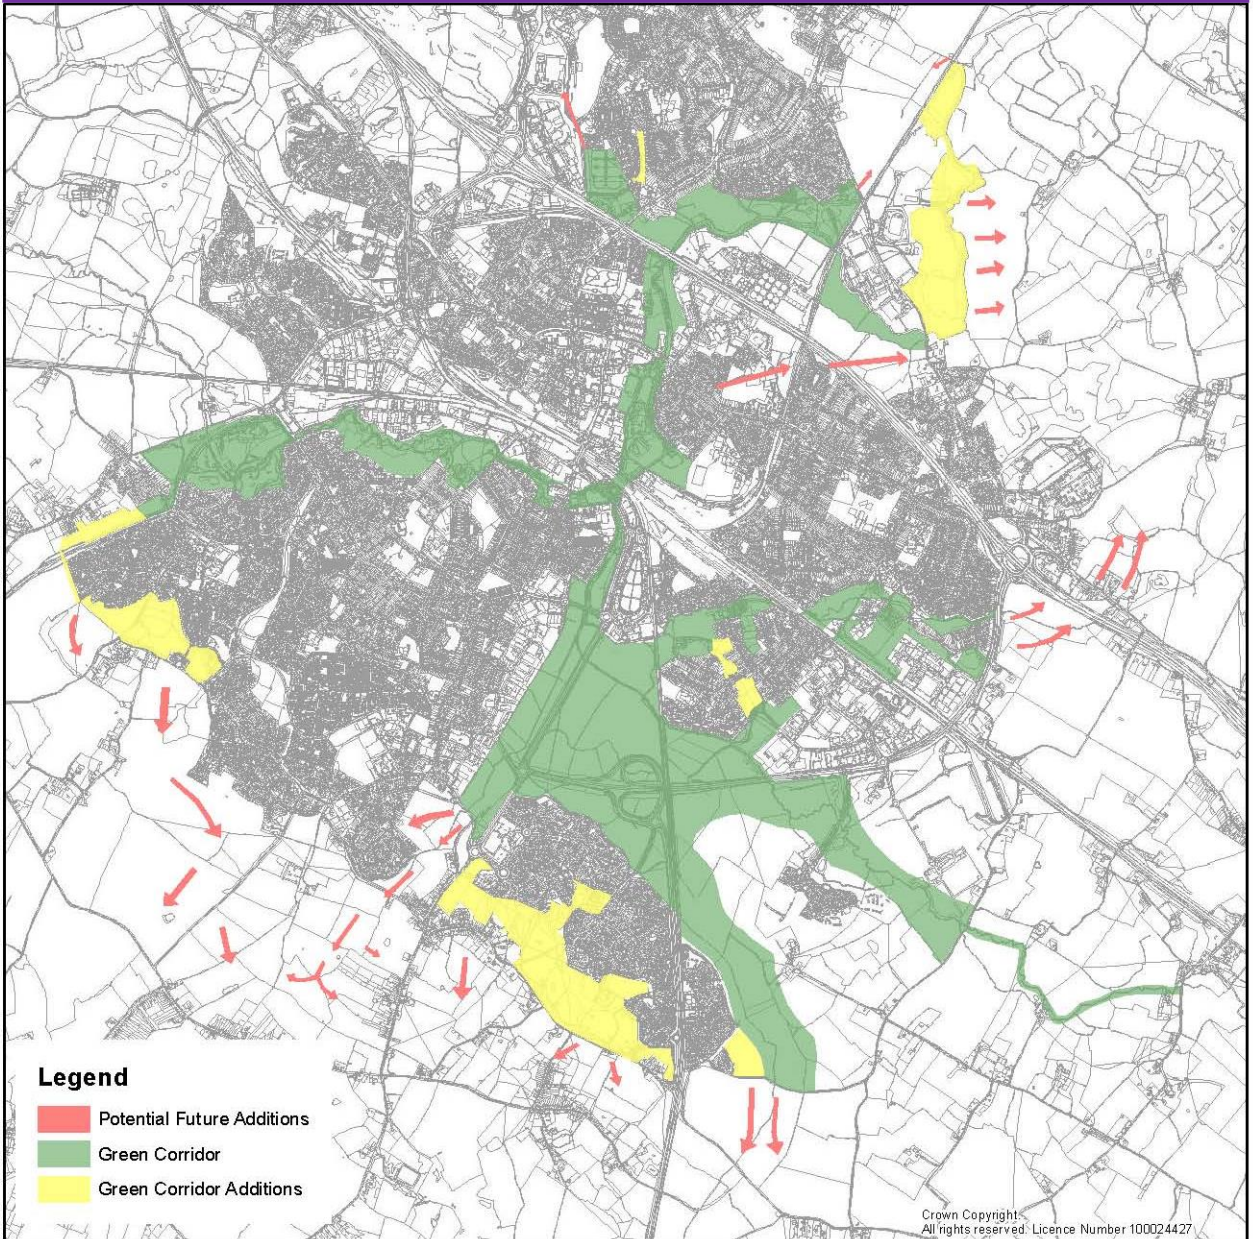 Legend
Potential Future Additions
Green Corridor
Green Corridor Additions
Crown Copyright.
All rights reserved. Licence Number 100024427